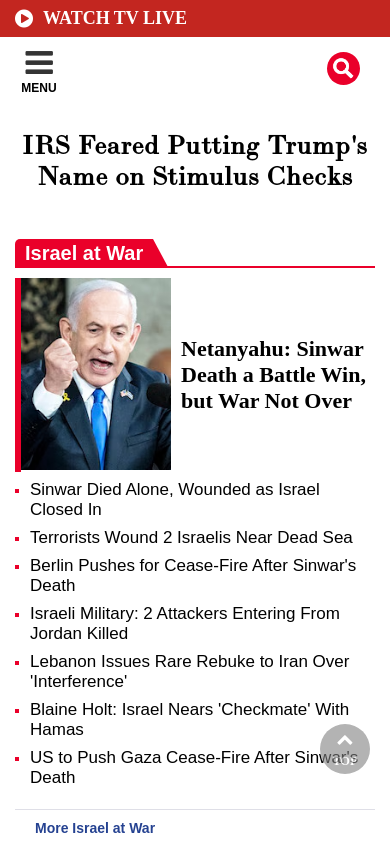 WATCH TV LIVE
MENU
IRS Feared Putting Trump's
Name on Stimulus Checks
Israel at War
Netanyahu: Sinwar
Death a Battle Win,
but War Not Over
Sinwar Died Alone, Wounded as Israel
Closed In
Terrorists Wound 2 Israelis Near Dead Sea
Berlin Pushes for Cease-Fire After Sinwar's
Death
Israeli Military: 2 Attackers Entering From
Jordan Killed
Lebanon Issues Rare Rebuke to Iran Over
'Interference'
Blaine Holt: Israel Nears 'Checkmate' With
Hamas
US to Push Gaza Cease-Fire After Sinwar's
Death
TOP
More Israel at War